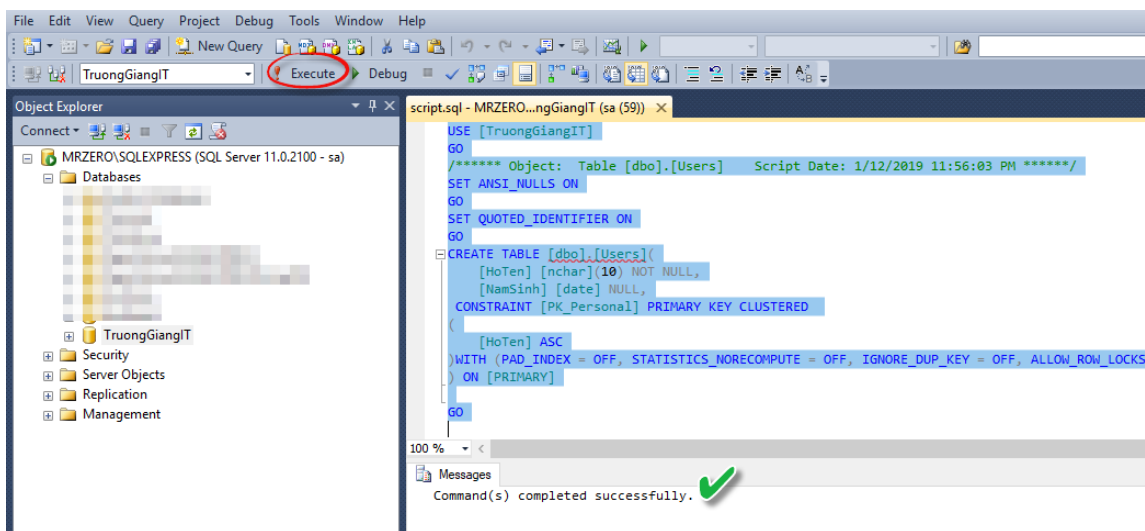 File Edit View Query Project Debug Tools Window Help
New Query
TruongGiangIT Execute Debug
Object Explorer
Connect
MRZERO\SQLEXPRESS (SQL Server 11.0.2100 - sa)
Databases
TruongGiangIT
Security
Server Objects
Replication
Management
script.sql - MRZERO...ngGiangIT (sa (59))
USE [TruongGiangIT]
GO
/****** Object: Table [dbo].[Users] Script Date: 1/12/2019 11:56:03 PM ******/
SET ANSI_NULLS ON
GO
SET QUOTED_IDENTIFIER ON
GO
CREATE TABLE [dbo].[Users](
[HoTen] [nchar](10) NOT NULL,
[NamSinh] [date] NULL,
CONSTRAINT [PK_Personal] PRIMARY KEY CLUSTERED
(
[HoTen] ASC
)WITH (PAD_INDEX = OFF, STATISTICS_NORECOMPUTE = OFF, IGNORE_DUP_KEY = OFF, ALLOW_ROW_LOCKS
) ON [PRIMARY]
GO
100 %
Messages
Command(s) completed successfully.